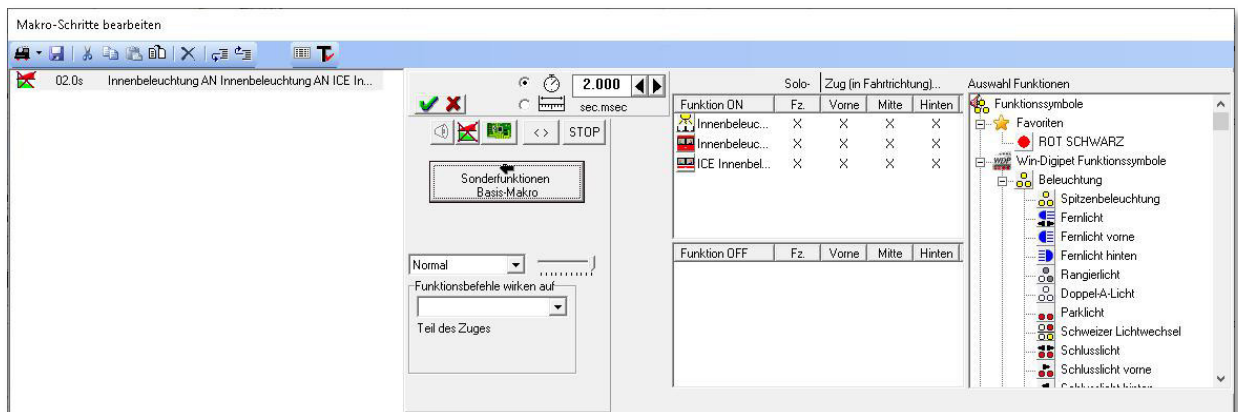 Makro-Schritte bearbeiten
02.0s Innenbeleuchtung AN Innenbeleuchtung AN ICE In...
2.000
sec.msec
< >
STOP
Sonderfunktionen
Basis-Makro
Normal
Funktionsbefehle wirken auf
Teil des Zuges
Solo- Zug (in Fahrtrichtung)...
Funktion ON Fz. Vorne Mitte Hinten
Innenbeleuc... X X X X
Innenbeleuc... X X X X
ICE Innenbel... X X X X
Funktion OFF Fz. Vorne Mitte Hinten
Auswahl Funktionen
Funktionssymbole
Favoriten
ROT SCHWARZ
WDP Win-Digipet Funktionssymbole
Beleuchtung
Spitzenbeleuchtung
Fernlicht
Fernlicht vorne
Fernlicht hinten
Rangierlicht
Doppel-A-Licht
Parklicht
Schweizer Lichtwechsel
Schlusslicht
Schlusslicht vorne
Schlusslicht hinten